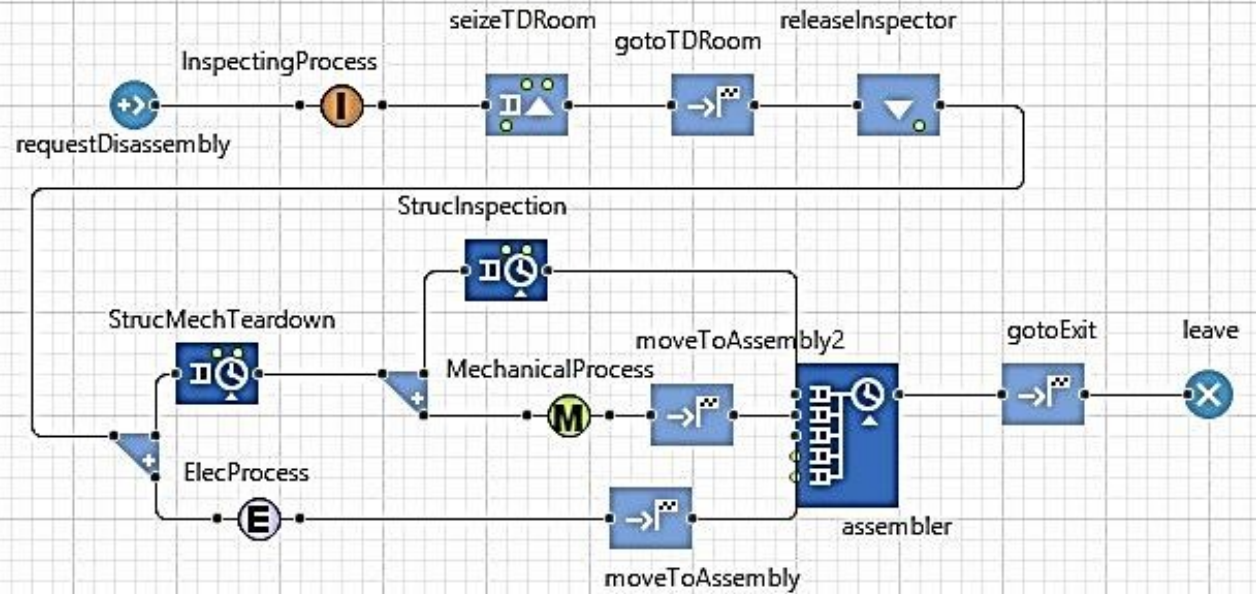 seizeTDRoom
releaseInspector
gotoTDRoom
InspectingProcess
I
requestDisassembly
StrucInspection
StrucMechTeardown
moveToAssembly2
gotoExit
leave
MechanicalProcess
M
ElecProcess
E
assembler
moveToAssembly